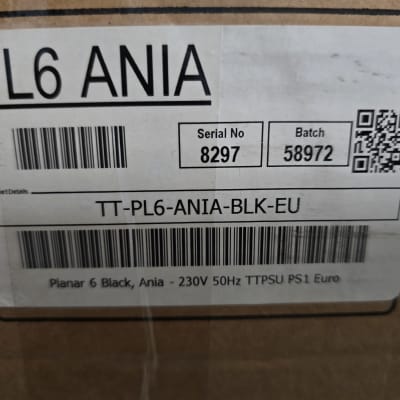 L6 ANIA
Serial No
8297
Batch
58972
TT-PL6-ANIA-BLK-EU
Planar 6 Black, Ania - 230V 50Hz TTPSU PS1 Euro